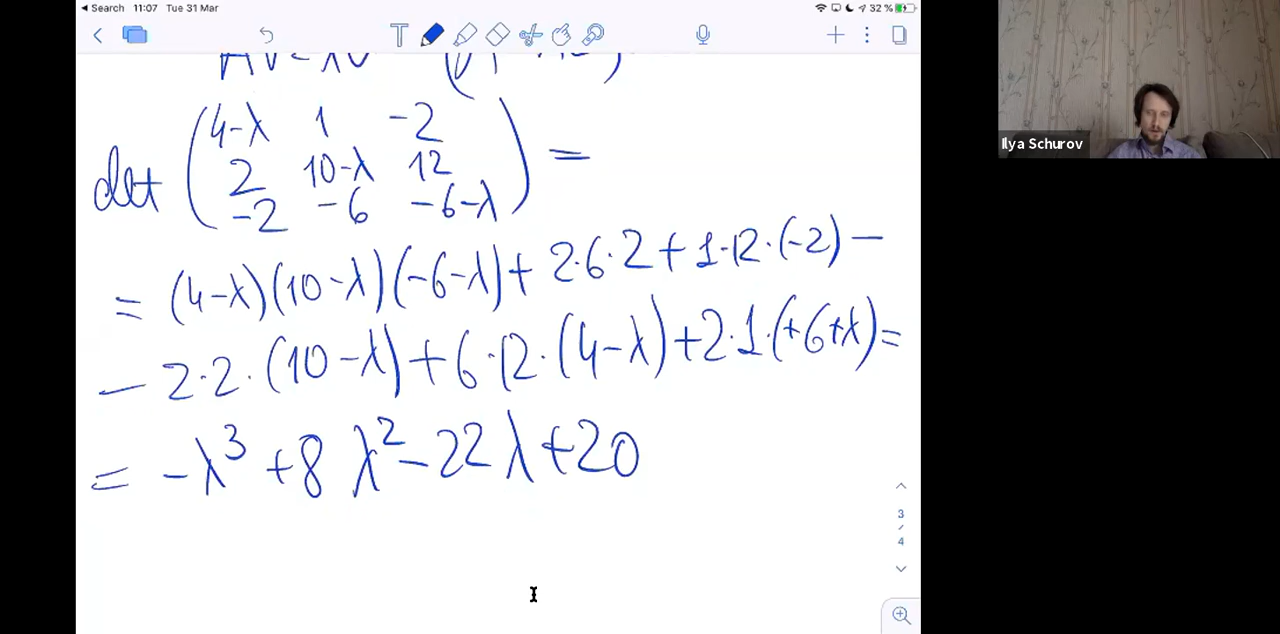 Search 11:07 Tue 31 Mar 32 %
T
Av = λv
det ( 4-λ 1 -2
2 10-λ 12
-2 -6 -6-λ ) =
= (4-λ)(10-λ)(-6-λ) + 2·6·2 + 1·12·(-2) -
- 2·2·(10-λ) + 6·12·(4-λ) + 2·1·(+6+λ) =
= -λ³ + 8λ² - 22λ + 20
3
/
4
Ilya Schurov